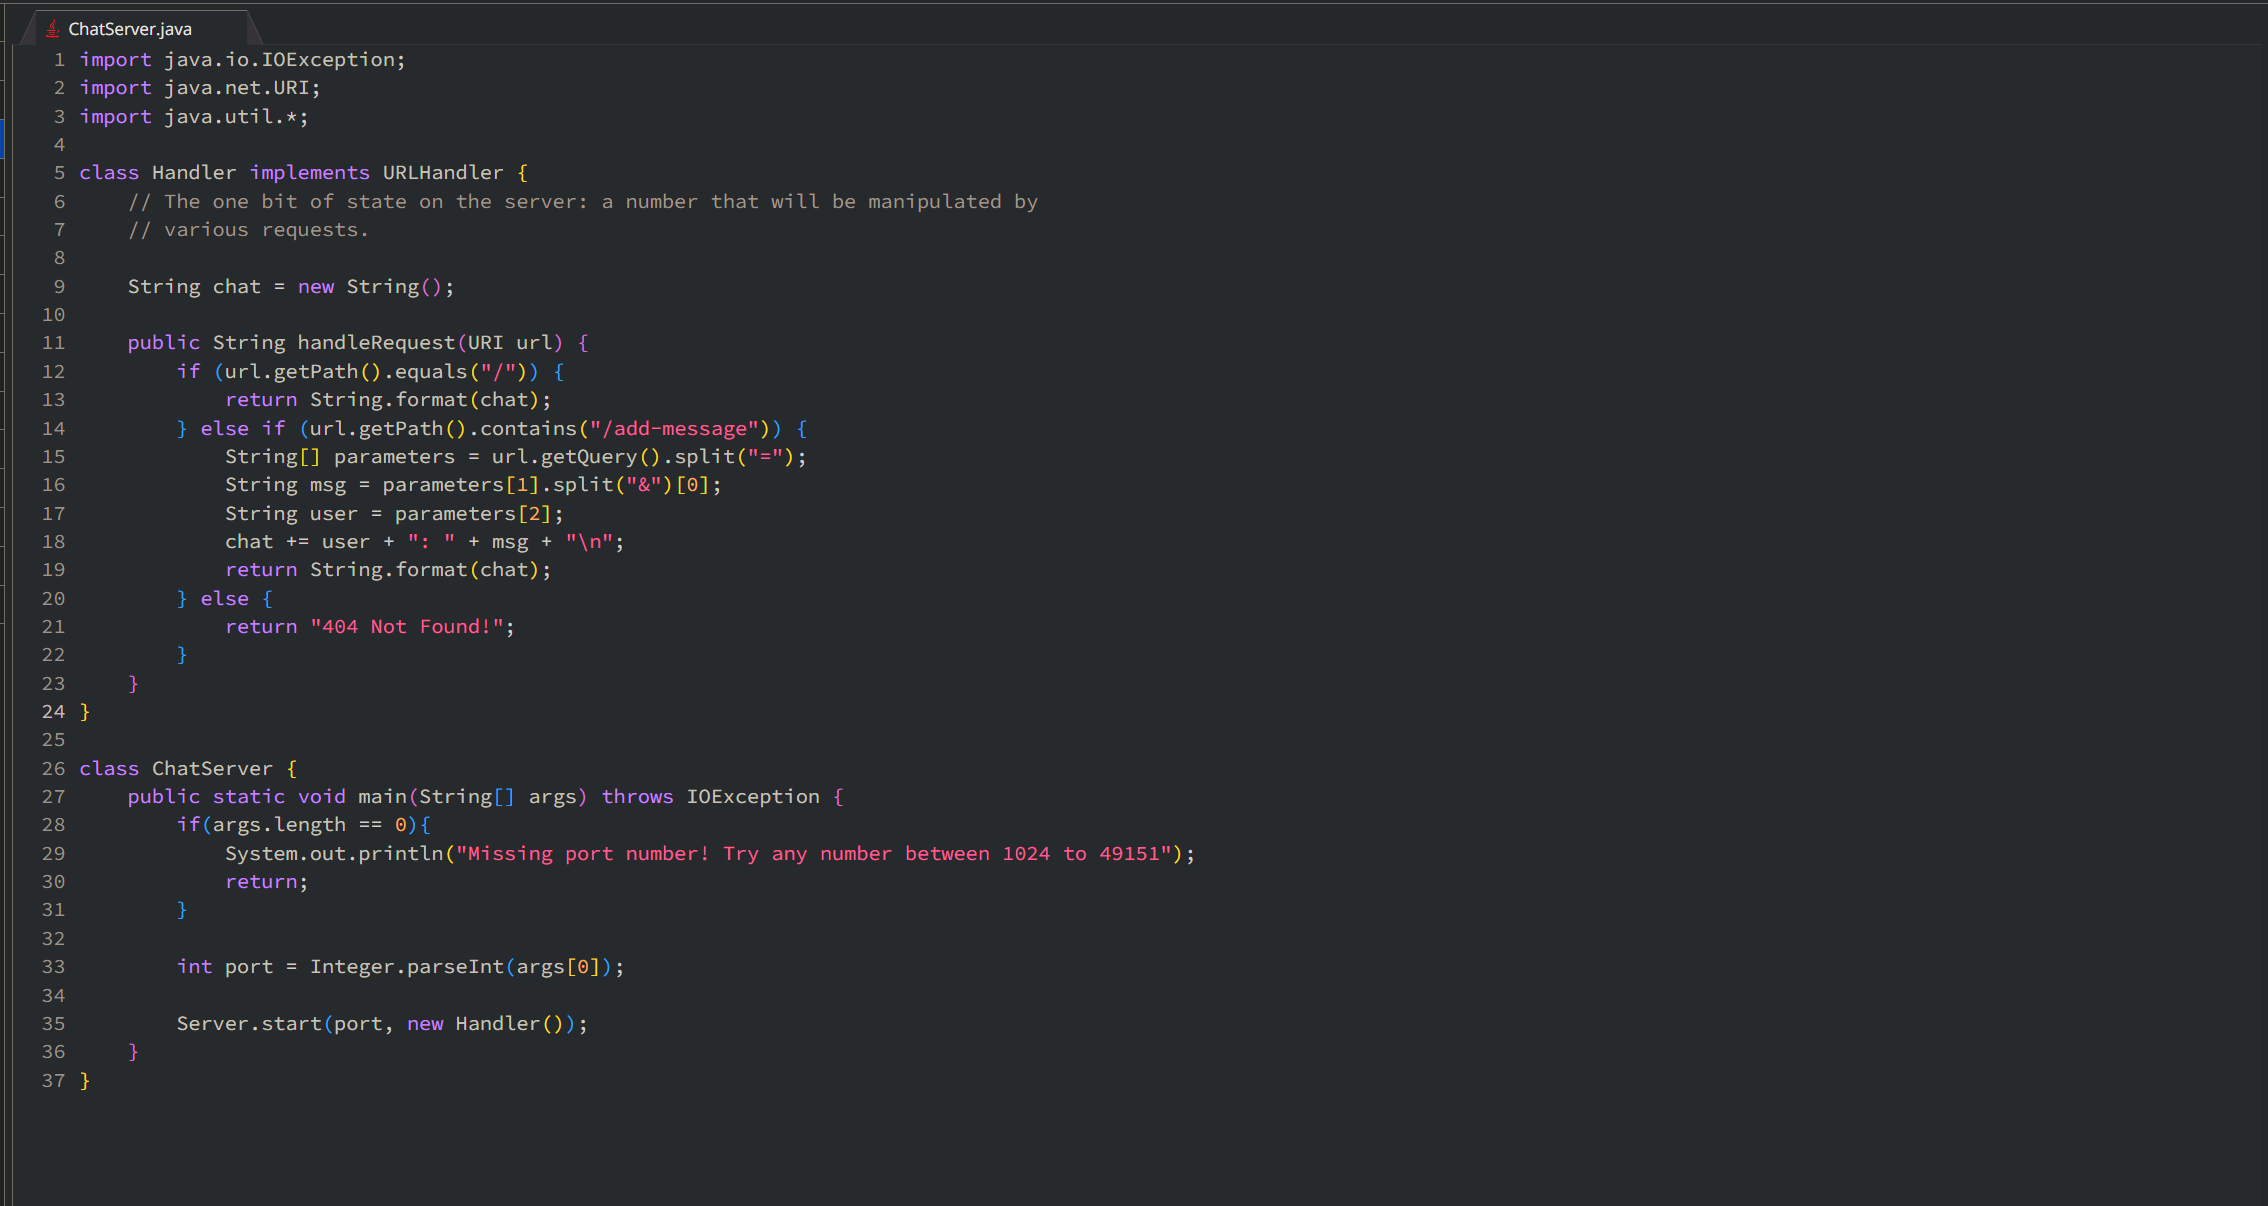 ChatServer.java
1 import java.io.IOException;
2 import java.net.URI;
3 import java.util.*;
4
5 class Handler implements URLHandler {
6     // The one bit of state on the server: a number that will be manipulated by
7     // various requests.
8
9     String chat = new String();
10
11     public String handleRequest(URI url) {
12         if (url.getPath().equals("/")) {
13             return String.format(chat);
14         } else if (url.getPath().contains("/add-message")) {
15             String[] parameters = url.getQuery().split("=");
16             String msg = parameters[1].split("&")[0];
17             String user = parameters[2];
18             chat += user + ": " + msg + "\n";
19             return String.format(chat);
20         } else {
21             return "404 Not Found!";
22         }
23     }
24 }
25
26 class ChatServer {
27     public static void main(String[] args) throws IOException {
28         if(args.length == 0){
29             System.out.println("Missing port number! Try any number between 1024 to 49151");
30             return;
31         }
32
33         int port = Integer.parseInt(args[0]);
34
35         Server.start(port, new Handler());
36     }
37 }